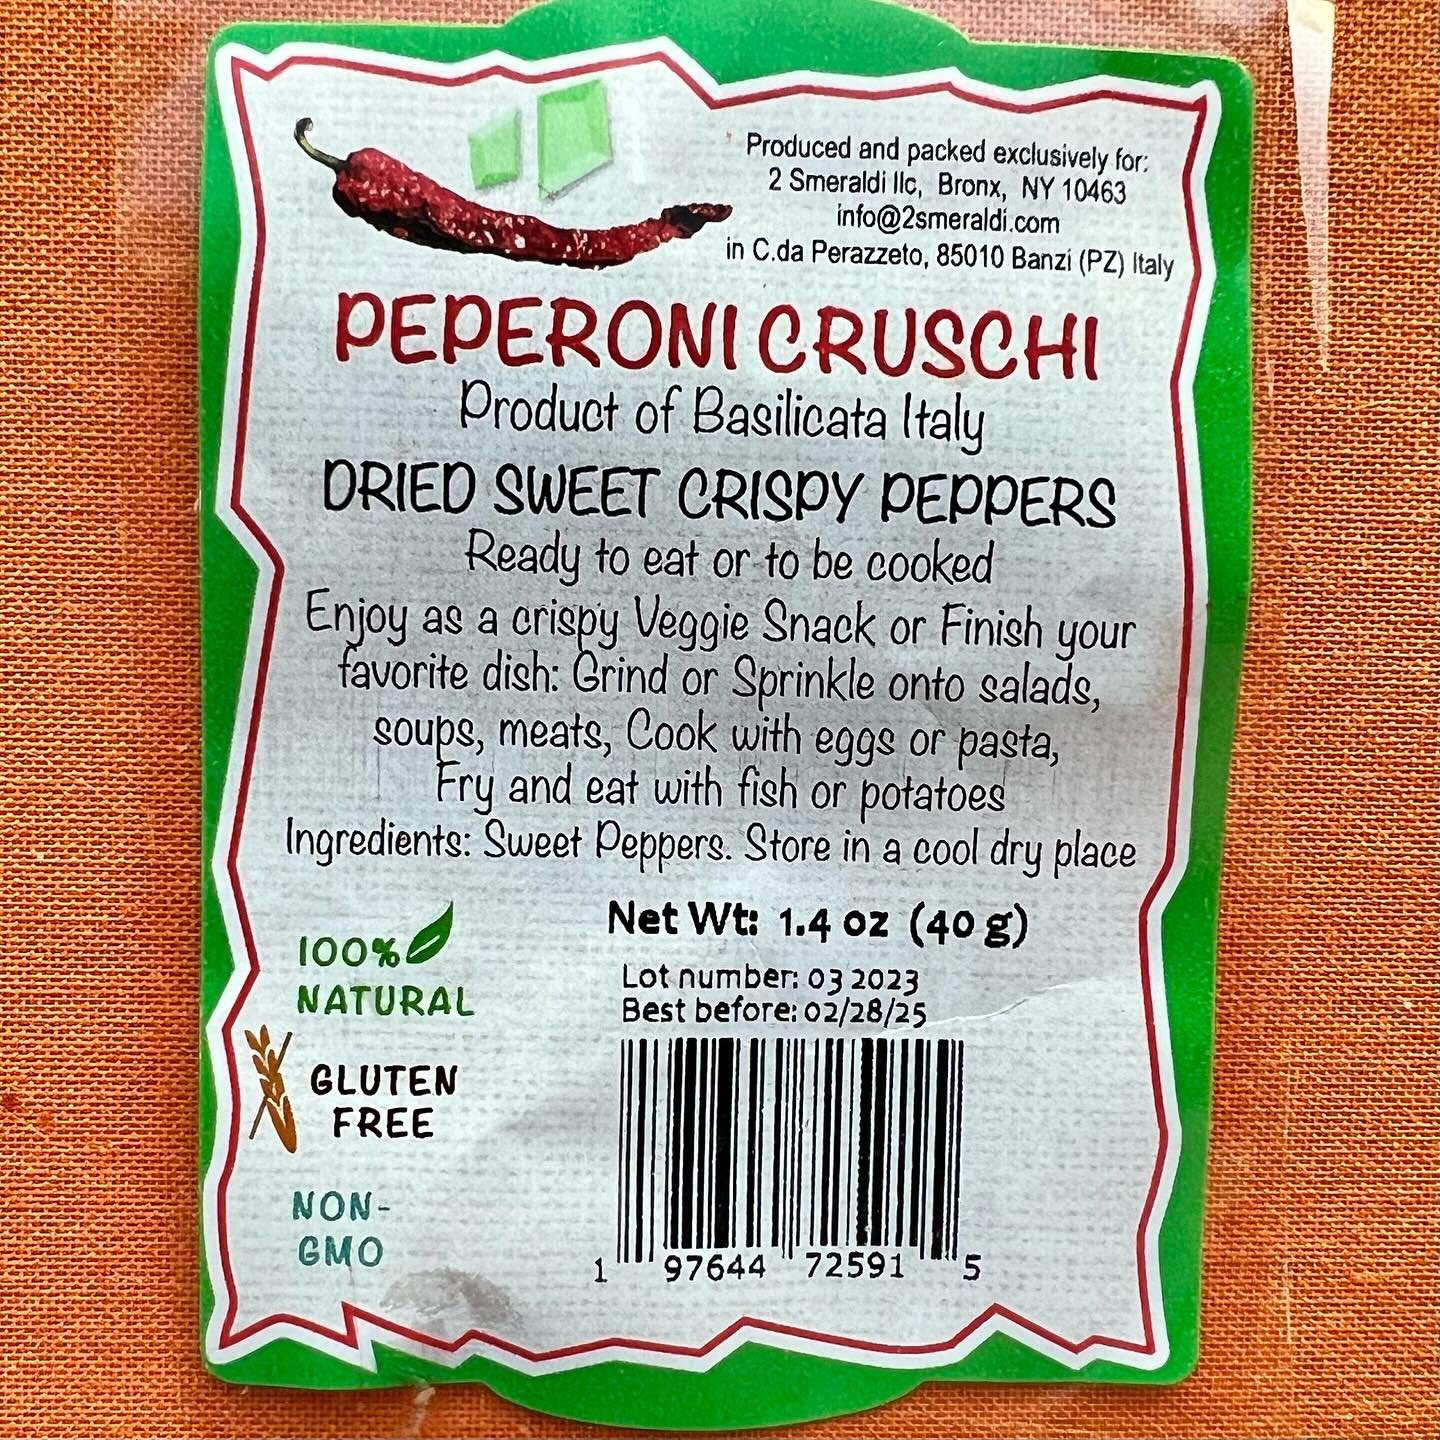 Produced and packed exclusively for:
2 Smeraldi llc, Bronx, NY 10463
info@2smeraldi.com
in C.da Perazzeto, 85010 Banzi (PZ) Italy
PEPERONI CRUSCHI
Product of Basilicata Italy
DRIED SWEET CRISPY PEPPERS
Ready to eat or to be cooked
Enjoy as a crispy Veggie Snack or Finish your
favorite dish: Grind or Sprinkle onto salads,
soups, meats, Cook with eggs or pasta,
Fry and eat with fish or potatoes
Ingredients: Sweet Peppers. Store in a cool dry place
Net Wt: 1.4 oz (40 g)
Lot number: 03 2023
Best before: 02/28/25
100%
NATURAL
GLUTEN
FREE
NON-
GMO
1 97644 72591 5